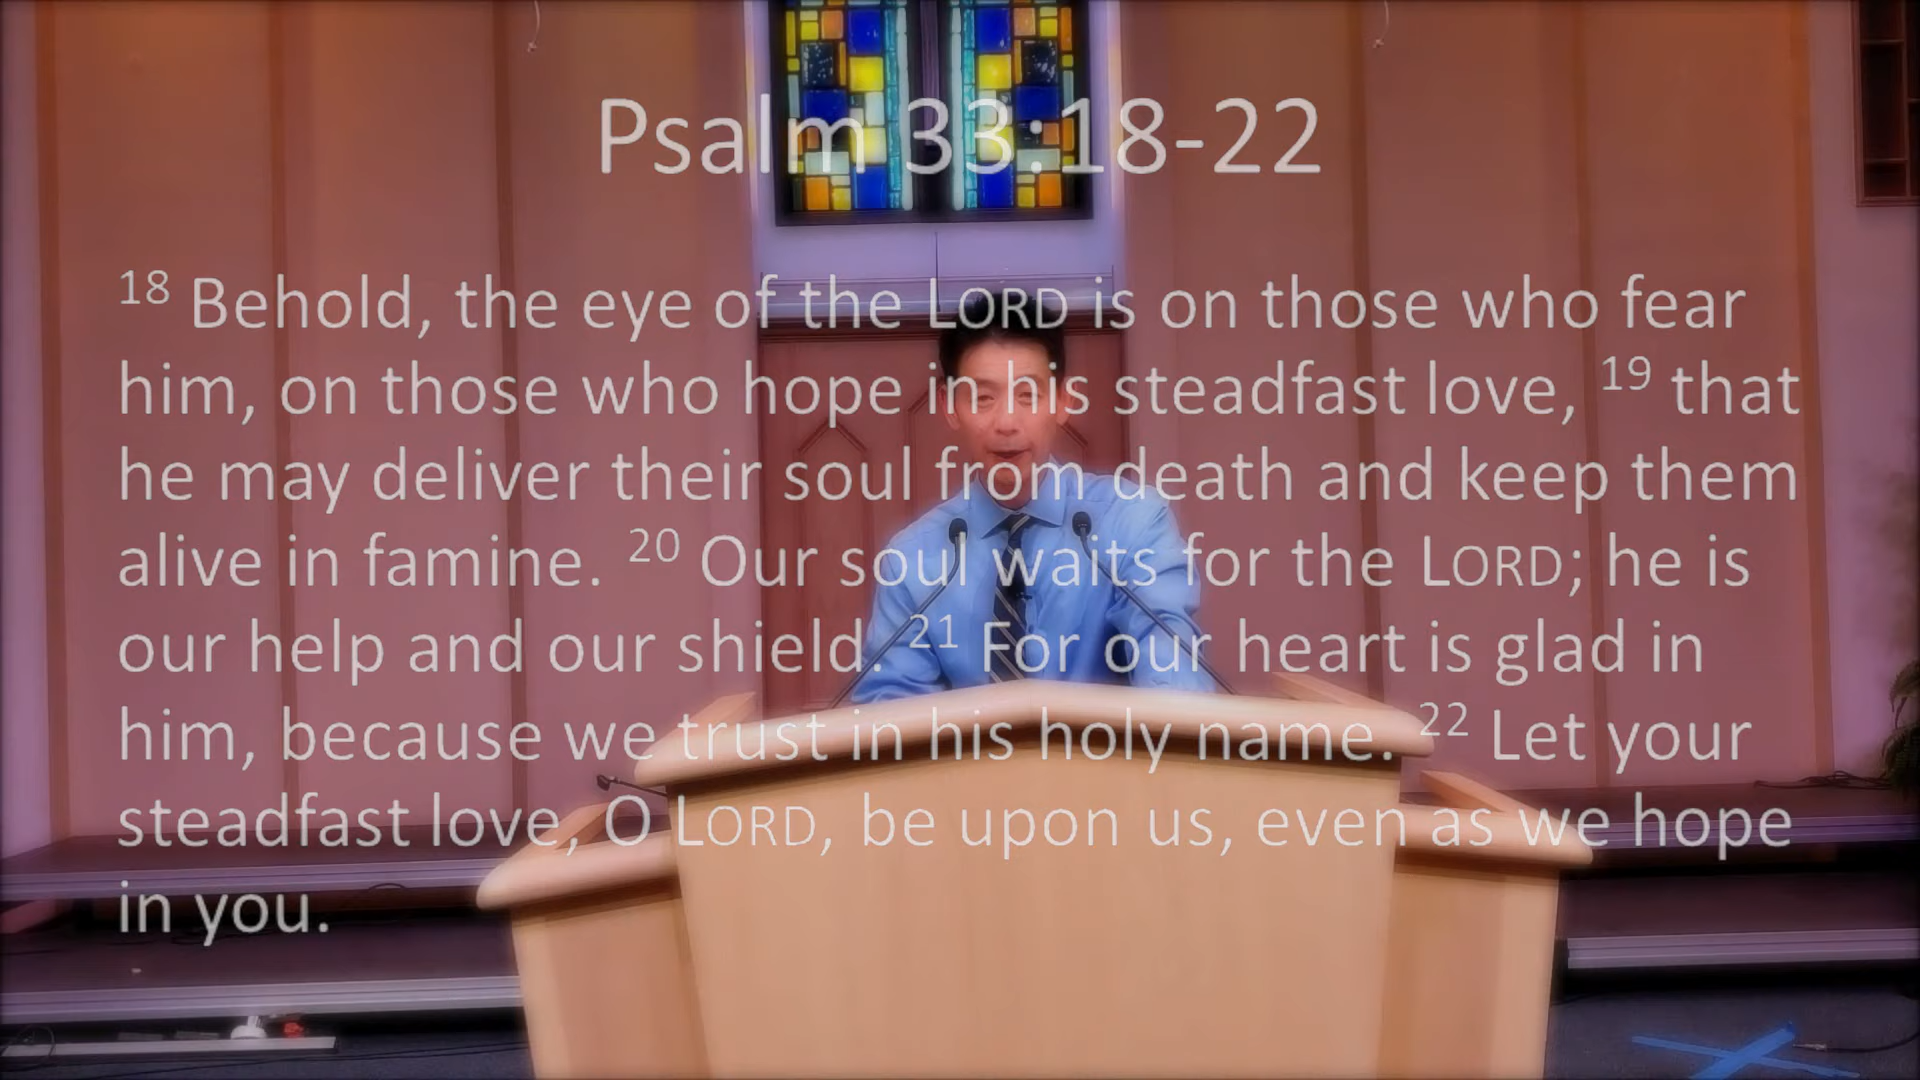 Psalm 33:18-22
18 Behold, the eye of the LORD is on those who fear
him, on those who hope in his steadfast love, 19 that
he may deliver their soul from death and keep them
alive in famine. 20 Our soul waits for the LORD; he is
our help and our shield. 21 For our heart is glad in
him, because we trust in his holy name. 22 Let your
steadfast love, O LORD, be upon us, even as we hope
in you.